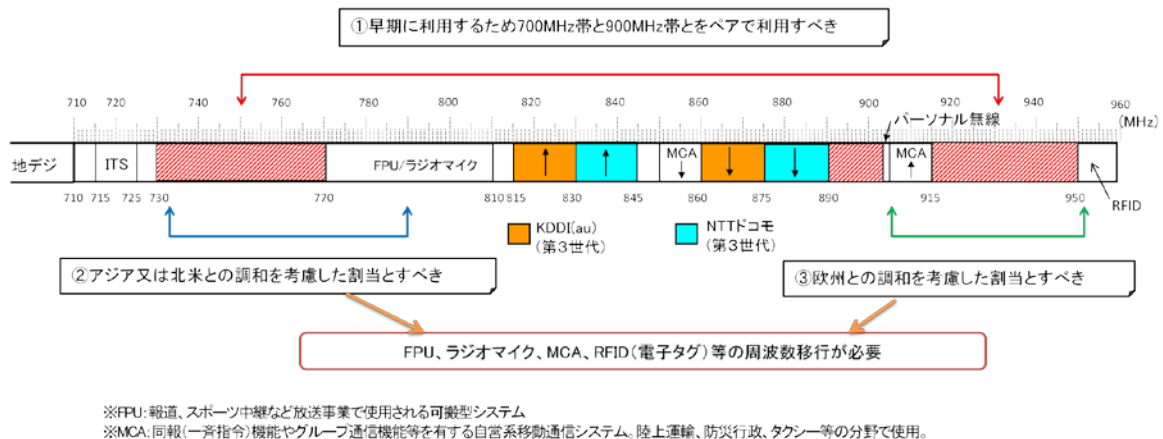 ①早期に利用するため700MHz帯と900MHz帯とをペアで利用すべき
710 720 740 760 780 800 820 840 860 880 900 920 940 960
(MHz)
パーソナル無線
地デジ ITS FPU/ラジオマイク ↑ ↑ MCA ↓ ↓ ↓ MCA ↑
RFID
710 715 725 730 770 810 815 830 845 860 875 890 915 950
KDDI(au)
(第3世代)
NTTドコモ
(第3世代)
②アジア又は北米との調和を考慮した割当とすべき
③欧州との調和を考慮した割当とすべき
FPU、ラジオマイク、MCA、RFID(電子タグ)等の周波数移行が必要
※FPU:報道、スポーツ中継など放送事業で使用される可搬型システム
※MCA:同報(一斉指令)機能やグループ通信機能等を有する自営系移動通信システム。陸上運輸、防災行政、タクシー等の分野で使用。